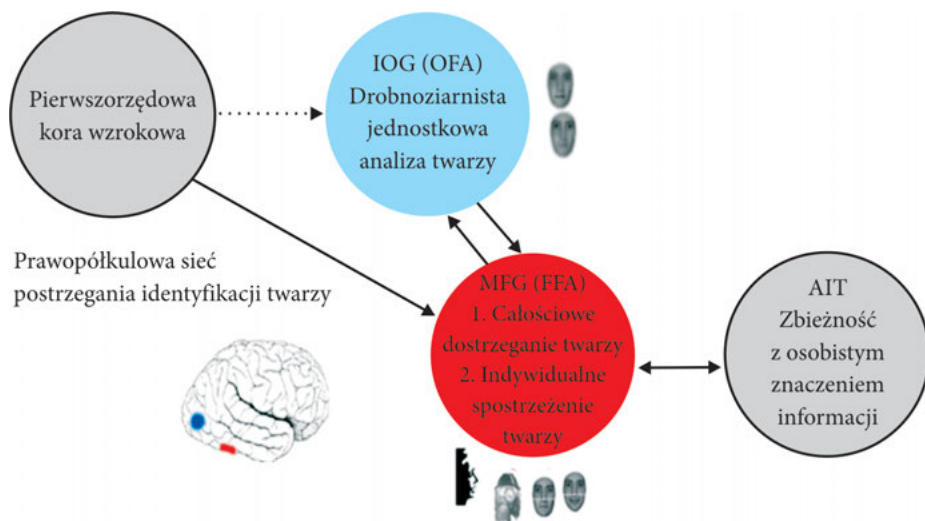 Pierwszorzędowa
kora wzrokowa
IOG (OFA)
Drobnoziarnista
jednostkowa
analiza twarzy
Prawopółkulowa sieć
postrzegania identyfikacji twarzy
MFG (FFA)
1. Całościowe
dostrzeganie twarzy
2. Indywidualne
spostrzeżenie
twarzy
AIT
Zbieżność
z osobistym
znaczeniem
informacji